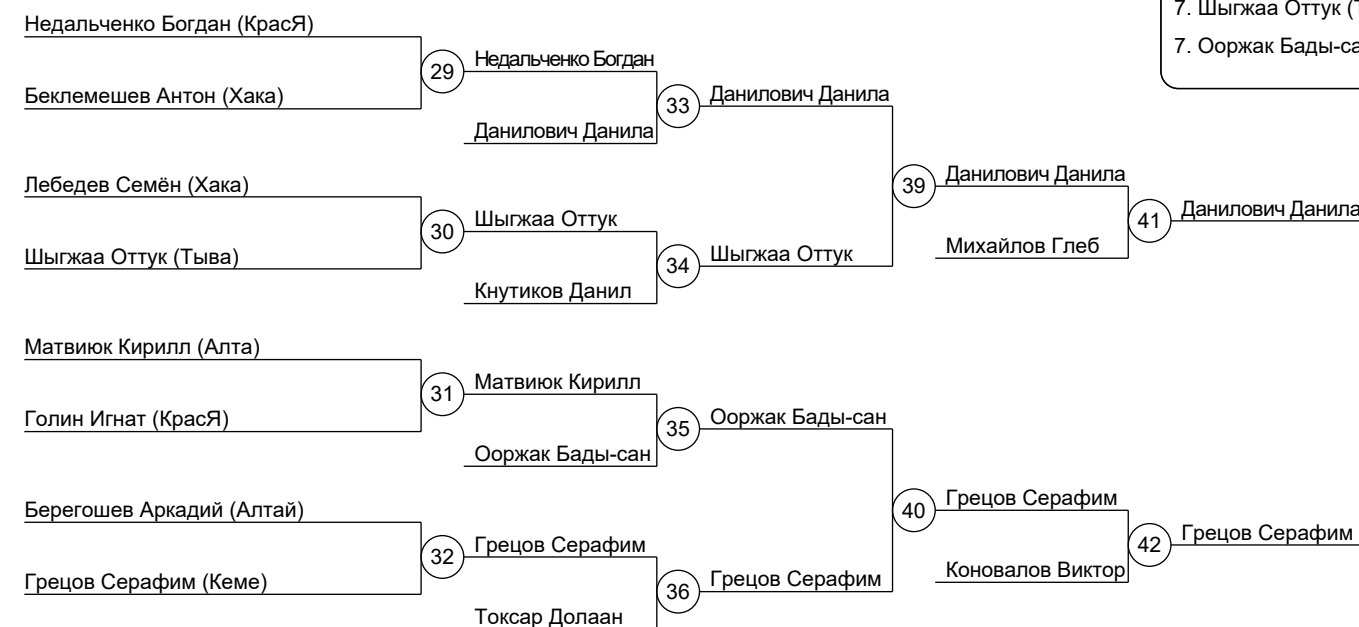 7. Шыгжаа Оттук (
7. Ооржак Бады-са
Недальченко Богдан (КрасЯ)
Беклемешев Антон (Хака)
29
Недальченко Богдан
Данилович Данила
33
Данилович Данила
Лебедев Семён (Хака)
Шыгжаа Оттук (Тыва)
30
Шыгжаа Оттук
Кнутиков Данил
34
Шыгжаа Оттук
39
Данилович Данила
Михайлов Глеб
41
Данилович Данила
Матвиюк Кирилл (Алта)
Голин Игнат (КрасЯ)
31
Матвиюк Кирилл
Ооржак Бады-сан
35
Ооржак Бады-сан
Берегошев Аркадий (Алтай)
Грецов Серафим (Кеме)
32
Грецов Серафим
Токсар Долаан
36
Грецов Серафим
40
Грецов Серафим
Коновалов Виктор
42
Грецов Серафим